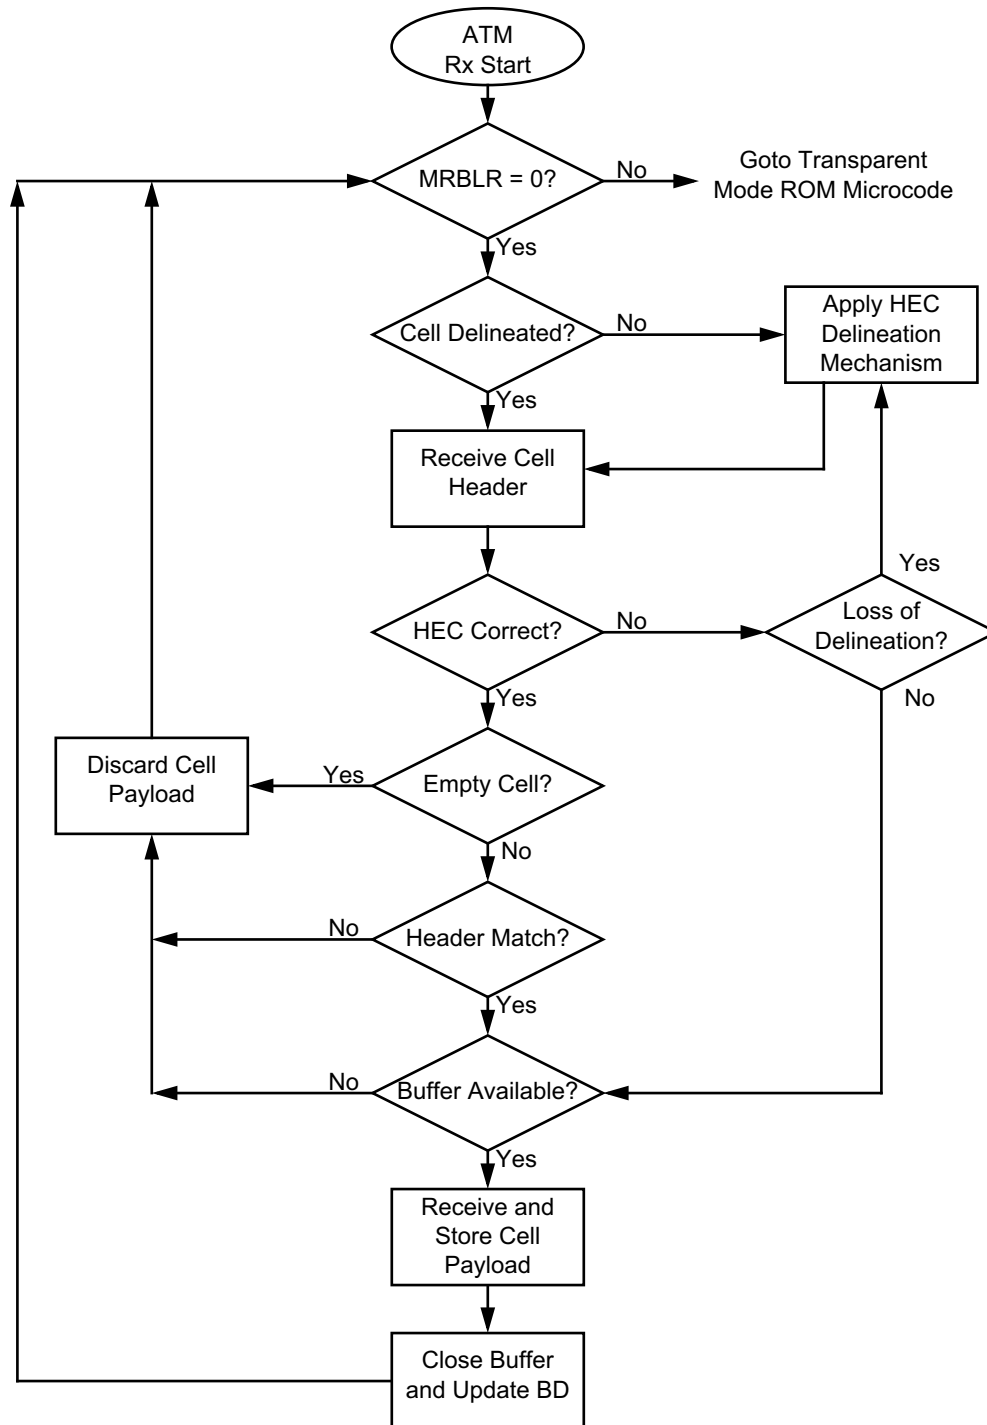 ATM
Rx Start
MRBLR = 0?
No
Goto Transparent
Mode ROM Microcode
Yes
Cell Delineated?
No
Apply HEC
Delineation
Mechanism
Yes
Receive Cell
Header
HEC Correct?
No
Loss of
Delineation?
Yes
No
Yes
Discard Cell
Payload
Yes
Empty Cell?
No
Header Match?
No
Yes
Buffer Available?
No
Yes
Receive and
Store Cell
Payload
Close Buffer
and Update BD